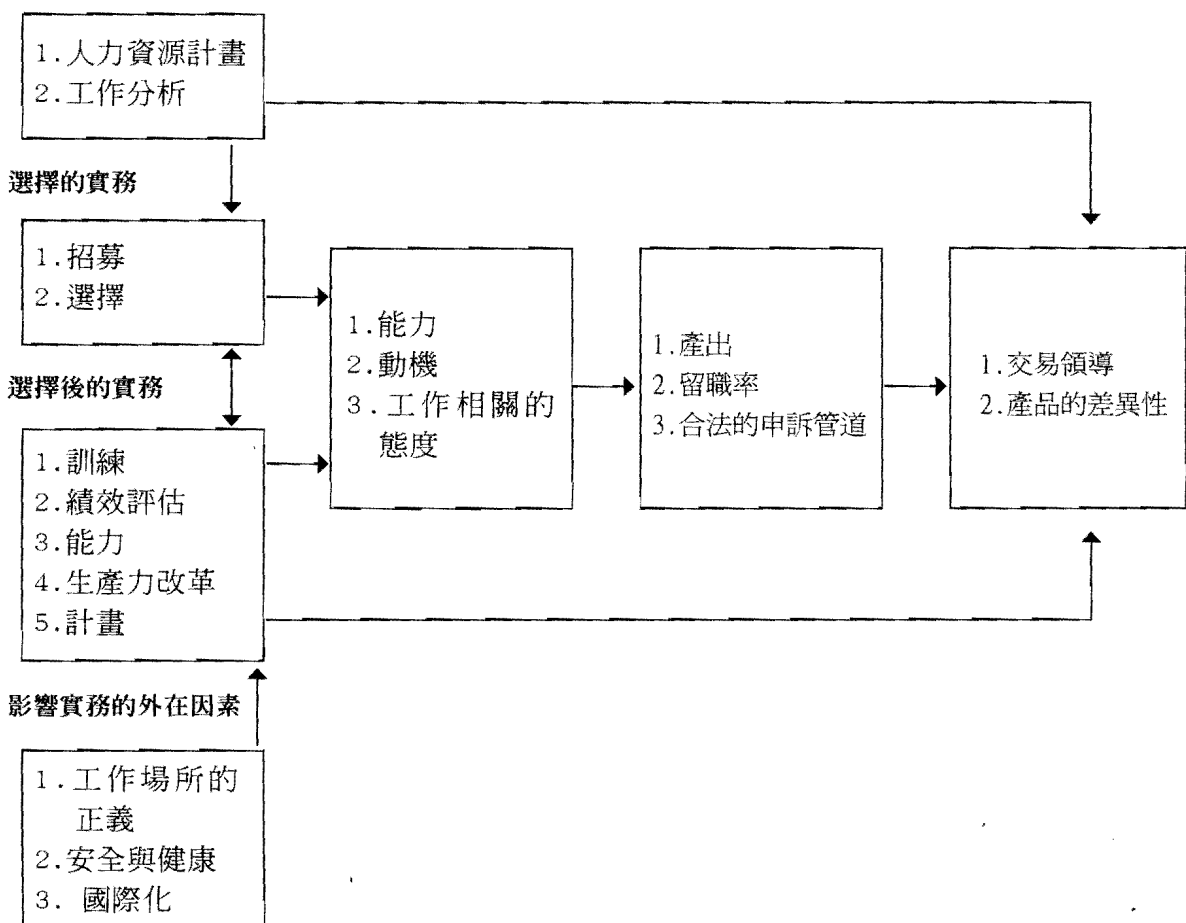 1.人力資源計畫
2.工作分析
選擇的實務
1.招募
2.選擇
選擇後的實務
1.訓練
2.績效評估
3.能力
4.生產力改革
5.計畫
影響實務的外在因素
1.工作場所的
正義
2.安全與健康
3. 國際化
1.能力
2.動機
3.工作相關的
態度
1.產出
2.留職率
3.合法的申訴管道
1.交易領導
2.產品的差異性